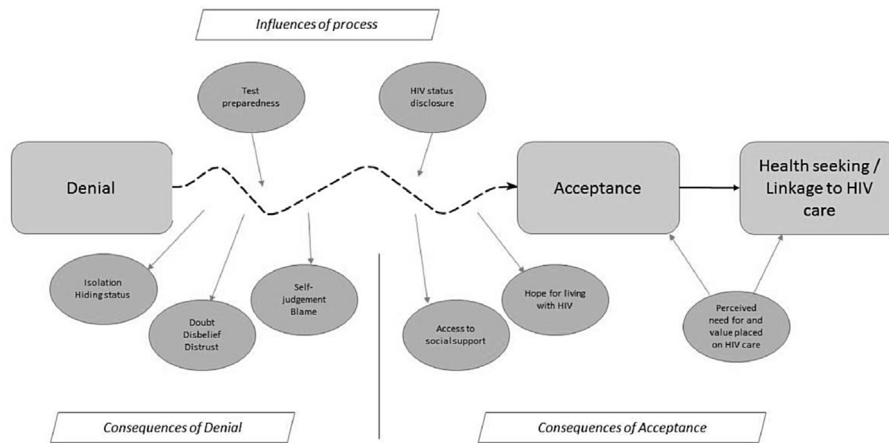 Influences of process
Test
preparedness
HIV status
disclosure
Denial
Acceptance
Health seeking /
Linkage to HIV
care
Isolation
Hiding status
Doubt
Disbelief
Distrust
Self-
judgement
Blame
Access to
social support
Hope for living
with HIV
Perceived
need for and
value placed
on HIV care
Consequences of Denial
Consequences of Acceptance